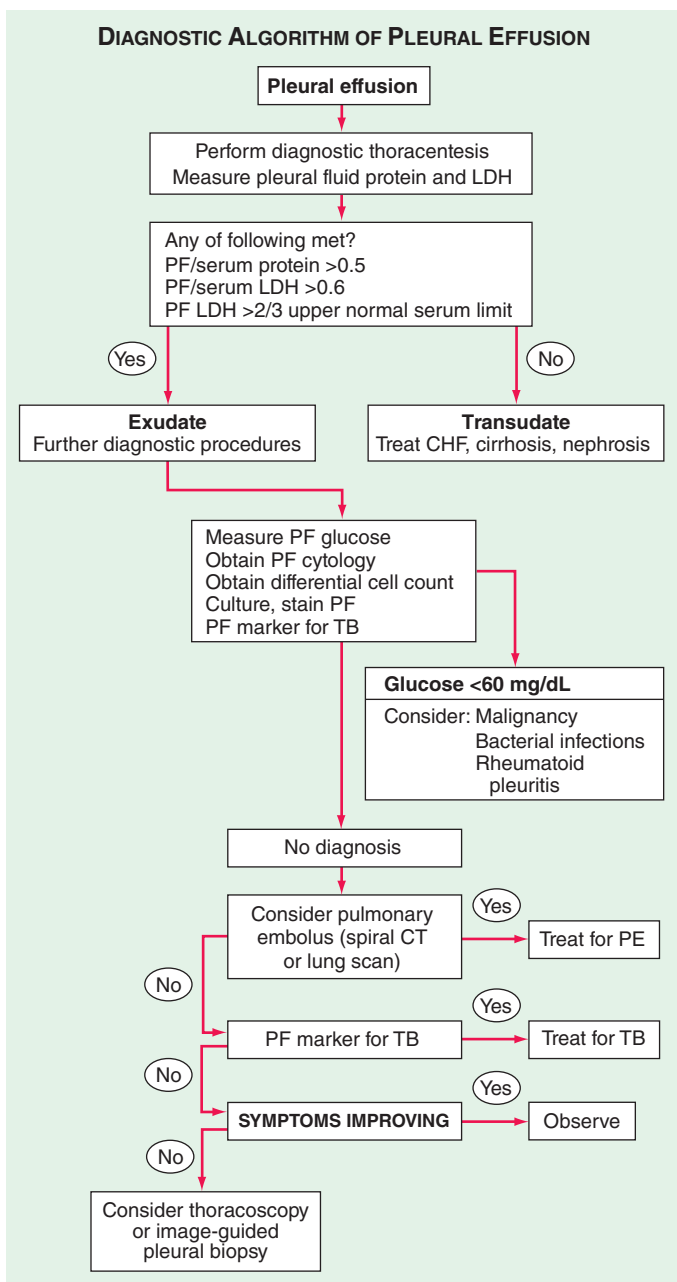 DIAGNOSTIC ALGORITHM OF PLEURAL EFFUSION
Pleural effusion
Perform diagnostic thoracentesis
Measure pleural fluid protein and LDH
Any of following met?
PF/serum protein >0.5
PF/serum LDH >0.6
PF LDH >2/3 upper normal serum limit
Yes
No
Exudate
Further diagnostic procedures
Transudate
Treat CHF, cirrhosis, nephrosis
Measure PF glucose
Obtain PF cytology
Obtain differential cell count
Culture, stain PF
PF marker for TB
Glucose <60 mg/dL
Consider: Malignancy
Bacterial infections
Rheumatoid
pleuritis
No diagnosis
Consider pulmonary
embolus (spiral CT
or lung scan)
Yes
Treat for PE
No
PF marker for TB
Yes
Treat for TB
No
SYMPTOMS IMPROVING
Yes
Observe
No
Consider thoracoscopy
or image-guided
pleural biopsy